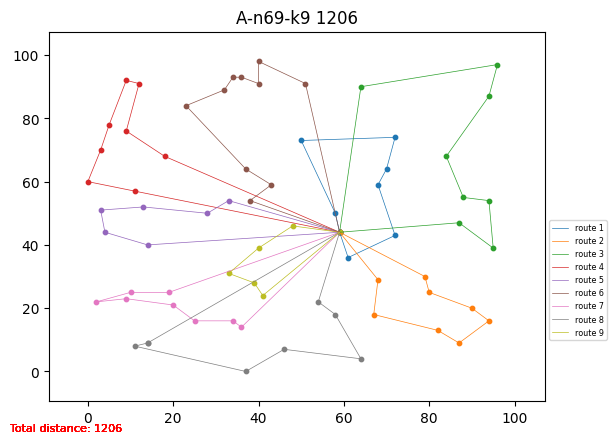 A-n69-k9 1206
100
80
60
40
20
0
0 20 40 60 80 100
route 1
route 2
route 3
route 4
route 5
route 6
route 7
route 8
route 9
Total distance: 1206